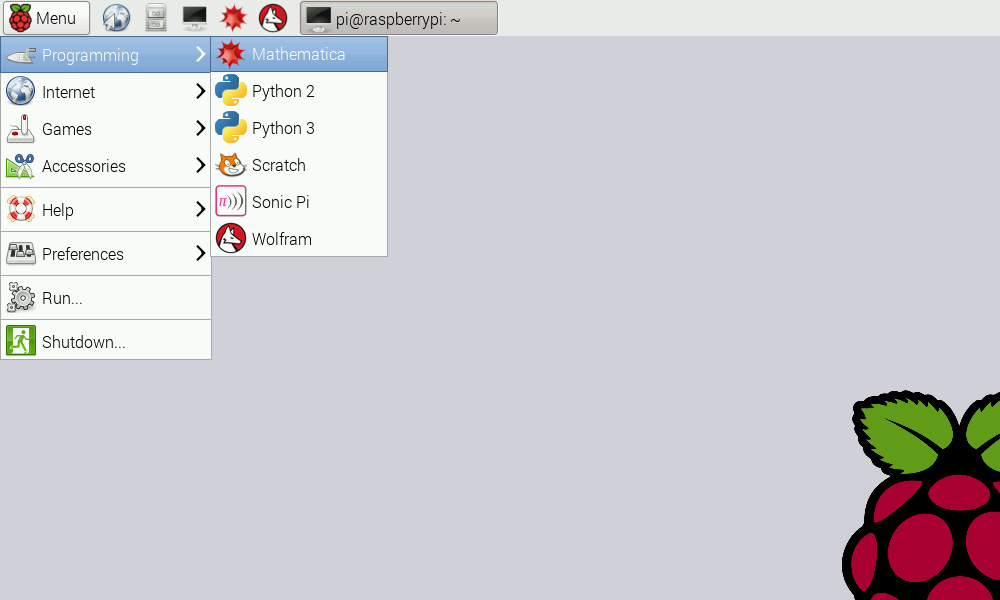 Menu
pi@raspberrypi: ~
Programming
Internet
Games
Accessories
Help
Preferences
Run...
Shutdown...
Mathematica
Python 2
Python 3
Scratch
π)))
Sonic Pi
Wolfram